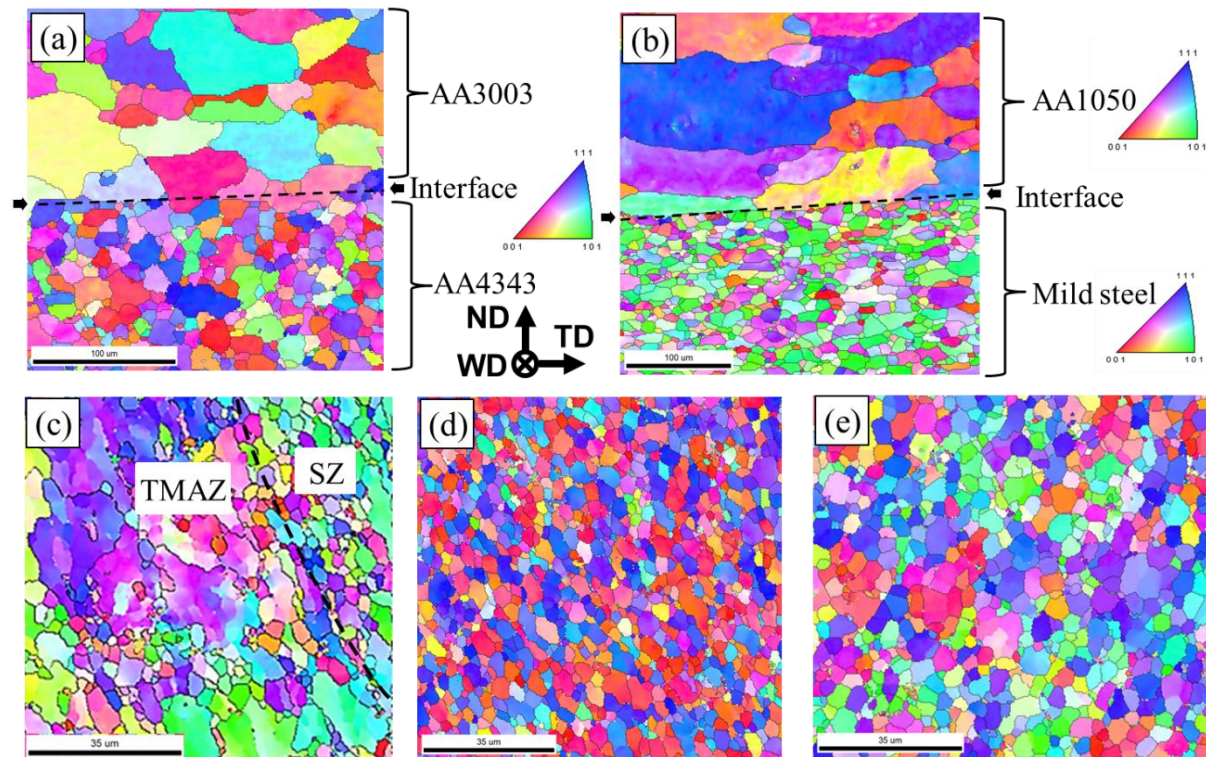 (a)
AA3003
Interface
AA4343
100 um
111
001
101
ND
TD
WD
(b)
AA1050
Interface
Mild steel
100 um
111
001
101
111
001
101
(c)
TMAZ
SZ
35 um
(d)
35 um
(e)
35 um